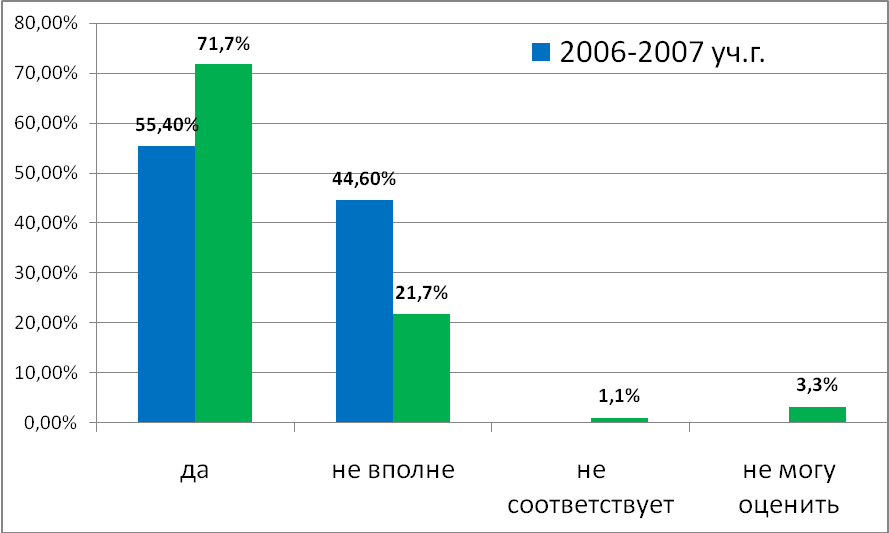 80,00%
70,00%
60,00%
50,00%
40,00%
30,00%
20,00%
10,00%
0,00%
71,7%
55,40%
44,60%
21,7%
1,1%
3,3%
2006-2007 уч.г.
да
не вполне
не
соответствует
не могу
оценить